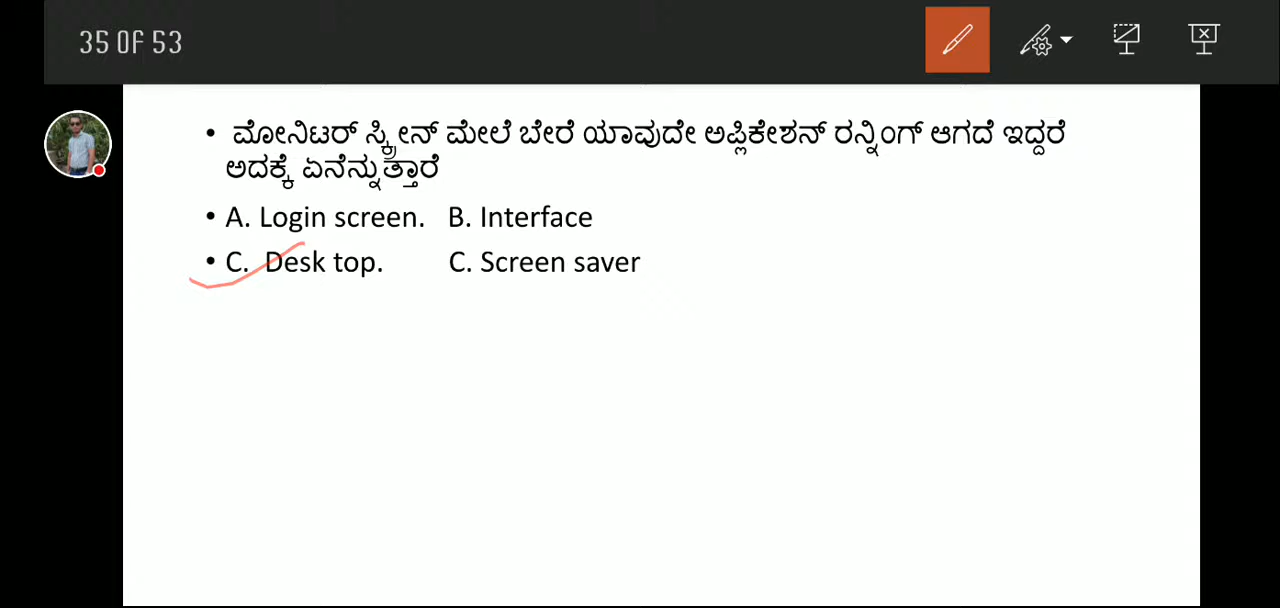 35 OF 53
• ಮೋನಿಟರ್ ಸ್ಕ್ರೀನ್ ಮೇಲೆ ಬೇರೆ ಯಾವುದೇ ಅಪ್ಲಿಕೇಶನ್ ರನ್ನಿಂಗ್ ಆಗದೆ ಇದ್ದರೆ
ಅದಕ್ಕೆ ಏನೆನ್ನುತ್ತಾರೆ
• A. Login screen. B. Interface
• C. Desk top. C. Screen saver